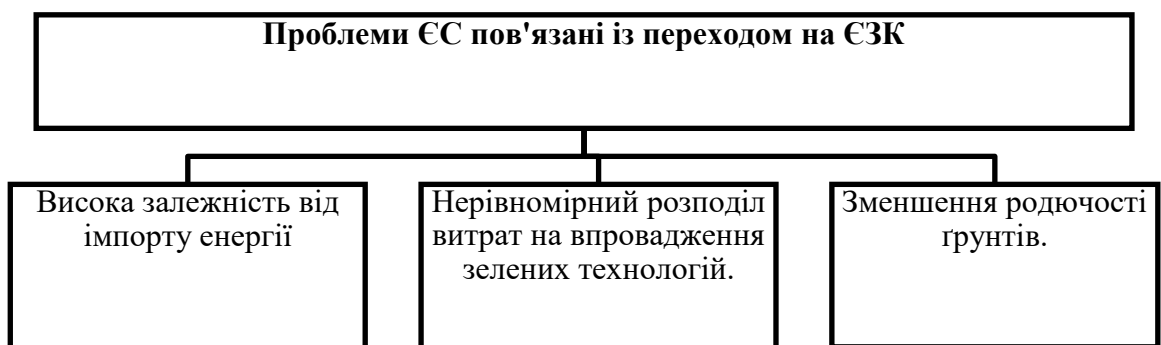 Проблеми ЄС пов'язані із переходом на ЄЗК
Висока залежність від
імпорту енергії
Нерівномірний розподіл
витрат на впровадження
зелених технологій.
Зменшення родючості
ґрунтів.